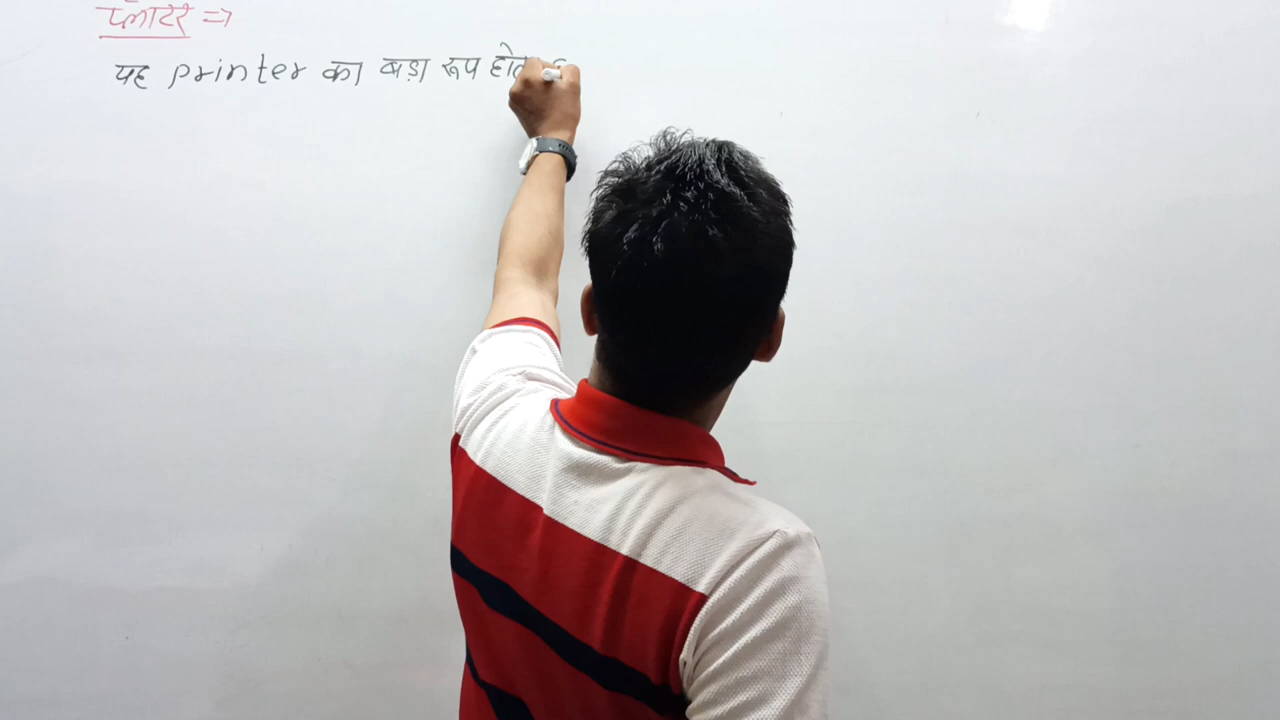 प्लॉटर ⇒
यह printer का बड़ा रूप